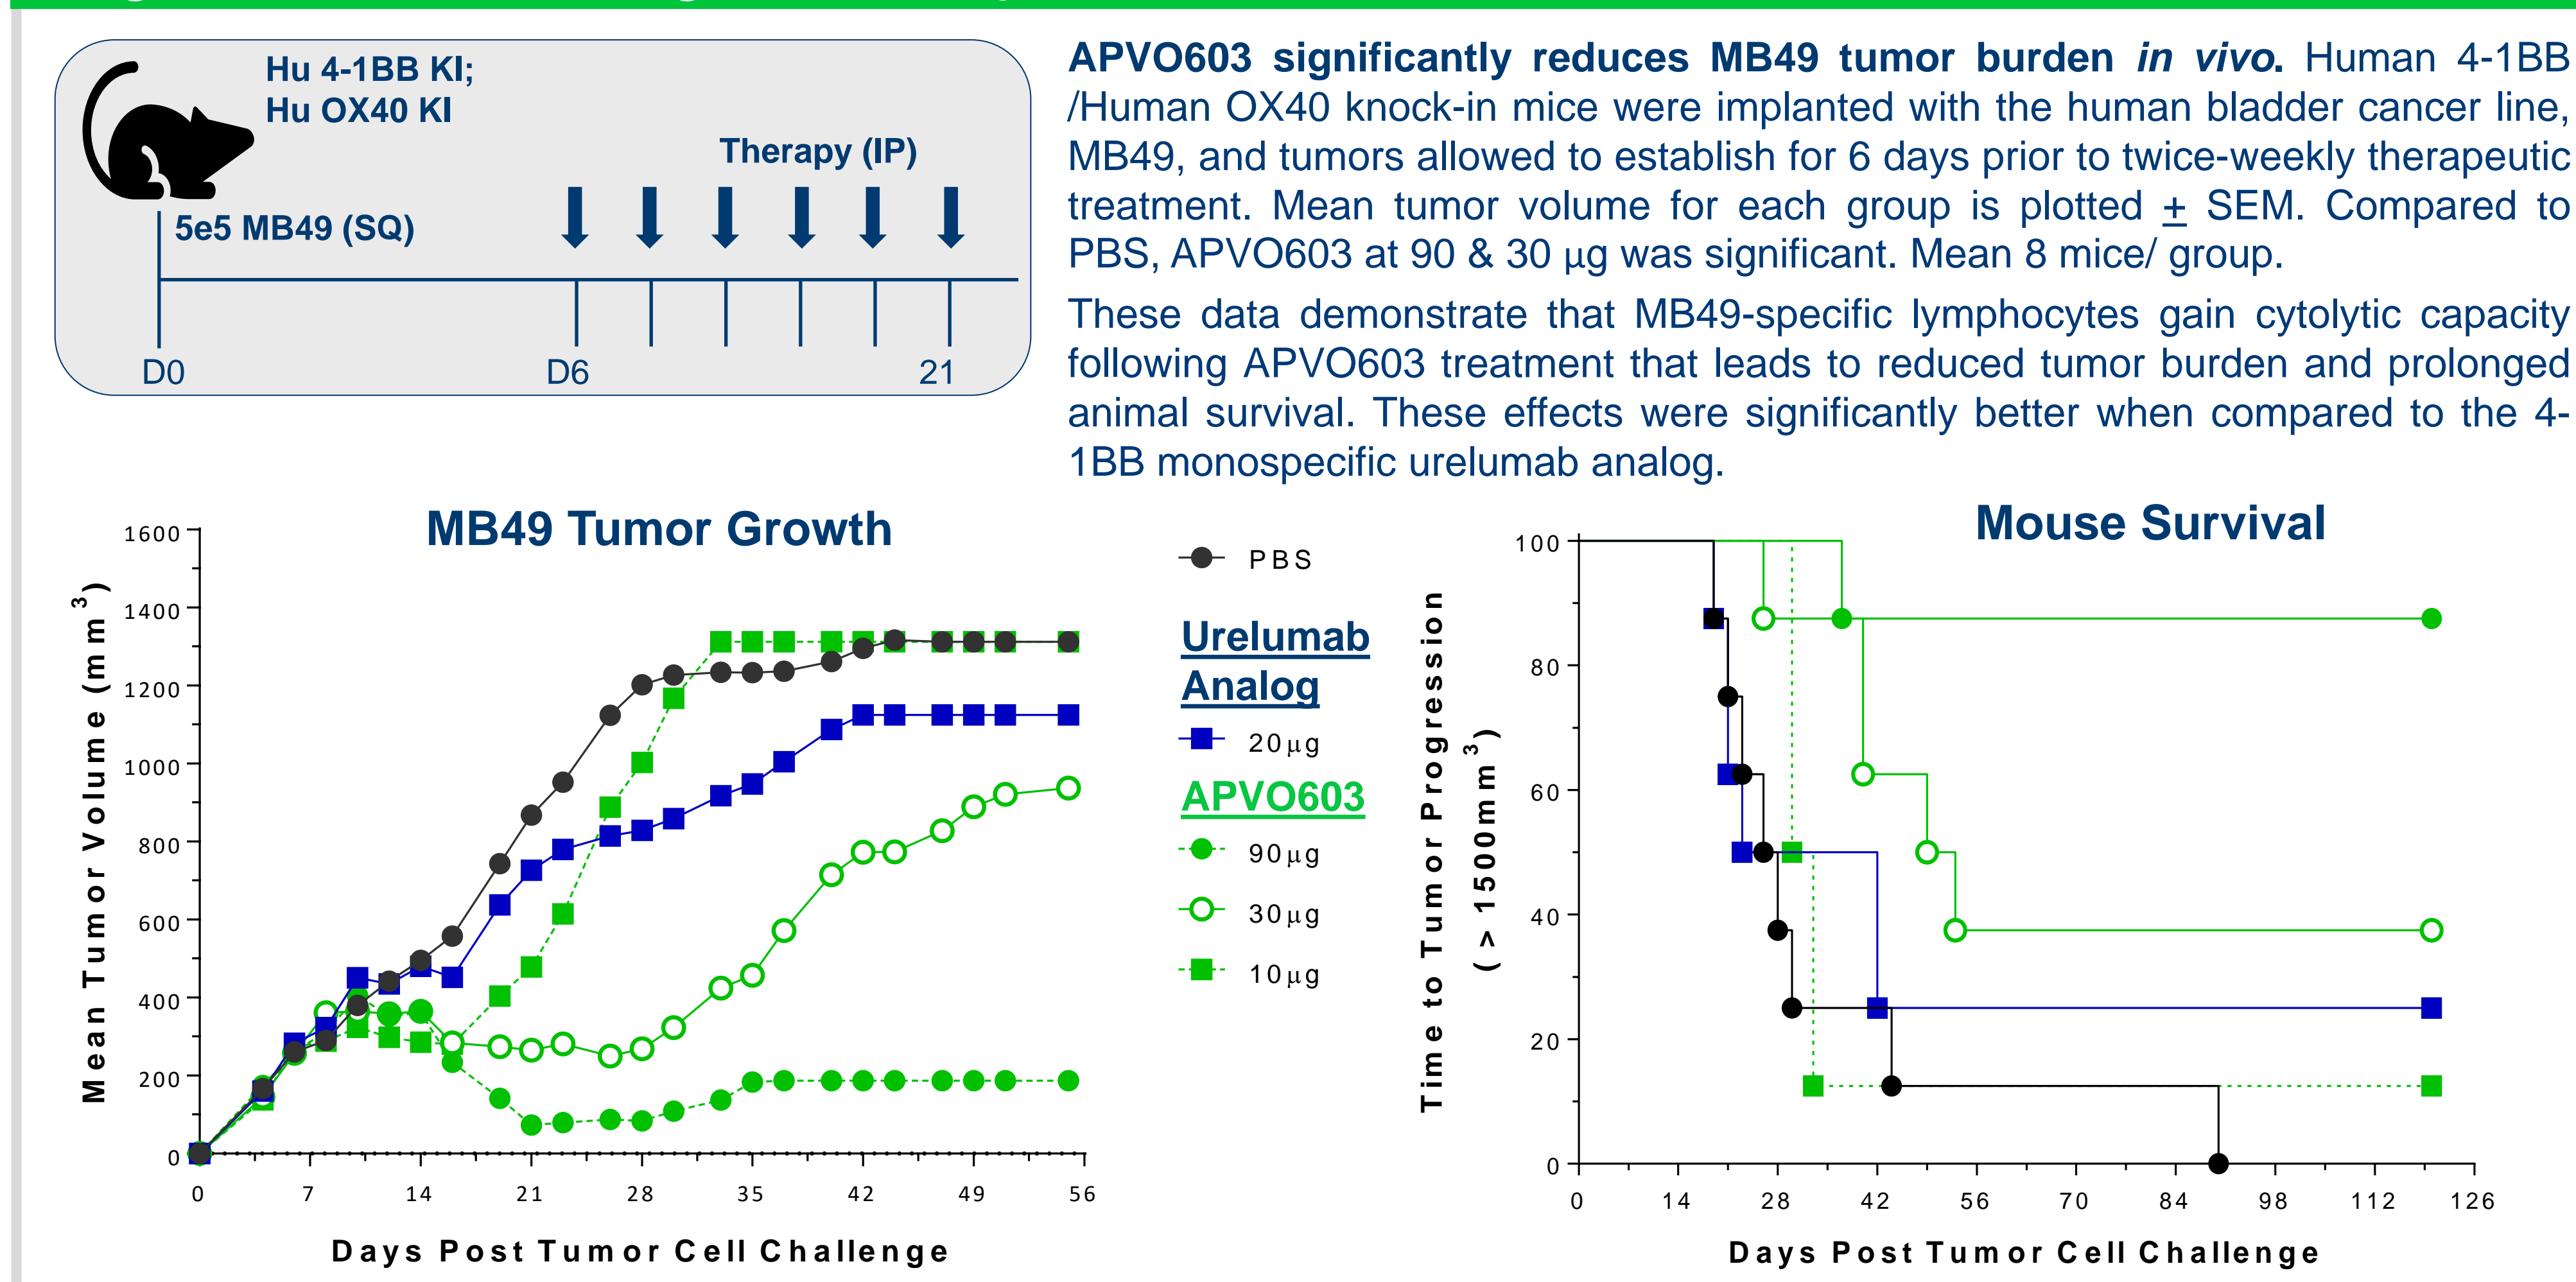 Hu 4-1BB KI;
Hu OX40 KI
Therapy (IP)
5e5 MB49 (SQ)
D0
D6
21
APVO603 significantly reduces MB49 tumor burden in vivo. Human 4-1BB
/Human OX40 knock-in mice were implanted with the human bladder cancer line,
MB49, and tumors allowed to establish for 6 days prior to twice-weekly therapeutic
treatment. Mean tumor volume for each group is plotted ± SEM. Compared to
PBS, APVO603 at 90 & 30 μg was significant. Mean 8 mice/ group.
These data demonstrate that MB49-specific lymphocytes gain cytolytic capacity
following APVO603 treatment that leads to reduced tumor burden and prolonged
animal survival. These effects were significantly better when compared to the 4-
1BB monospecific urelumab analog.
MB49 Tumor Growth
Mean Tumor Volume (mm³)
1600
1400
1200
1000
800
600
400
200
0
0 7 14 21 28 35 42 49 56
Days Post Tumor Cell Challenge
PBS
Urelumab
Analog
20μg
APVO603
90μg
30μg
10μg
Mouse Survival
Time to Tumor Progression
(> 1500mm³)
100
80
60
40
20
0
0 14 28 42 56 70 84 98 112 126
Days Post Tumor Cell Challenge